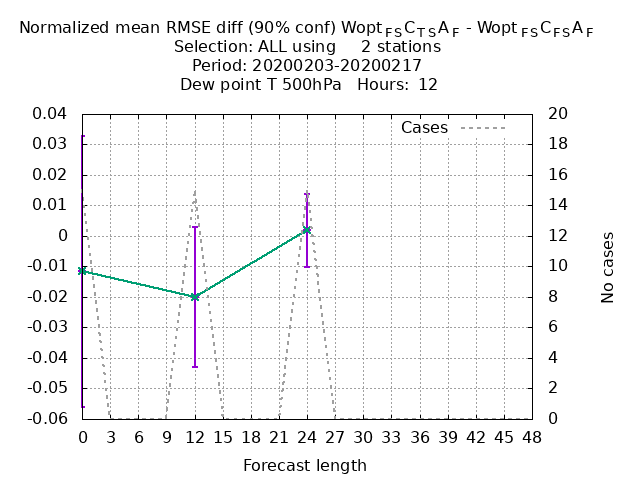 Normalized mean RMSE diff (90% conf) Wopt FS C T S A F - Wopt FS C F S A F
Selection: ALL using 2 stations
Period: 20200203-20200217
Dew point T 500hPa Hours: 12
Cases
0.04
0.03
0.02
0.01
0
-0.01
-0.02
-0.03
-0.04
-0.05
-0.06
20
18
16
14
12
10
8
6
4
2
0
No cases
0 3 6 9 12 15 18 21 24 27 30 33 36 39 42 45 48
Forecast length